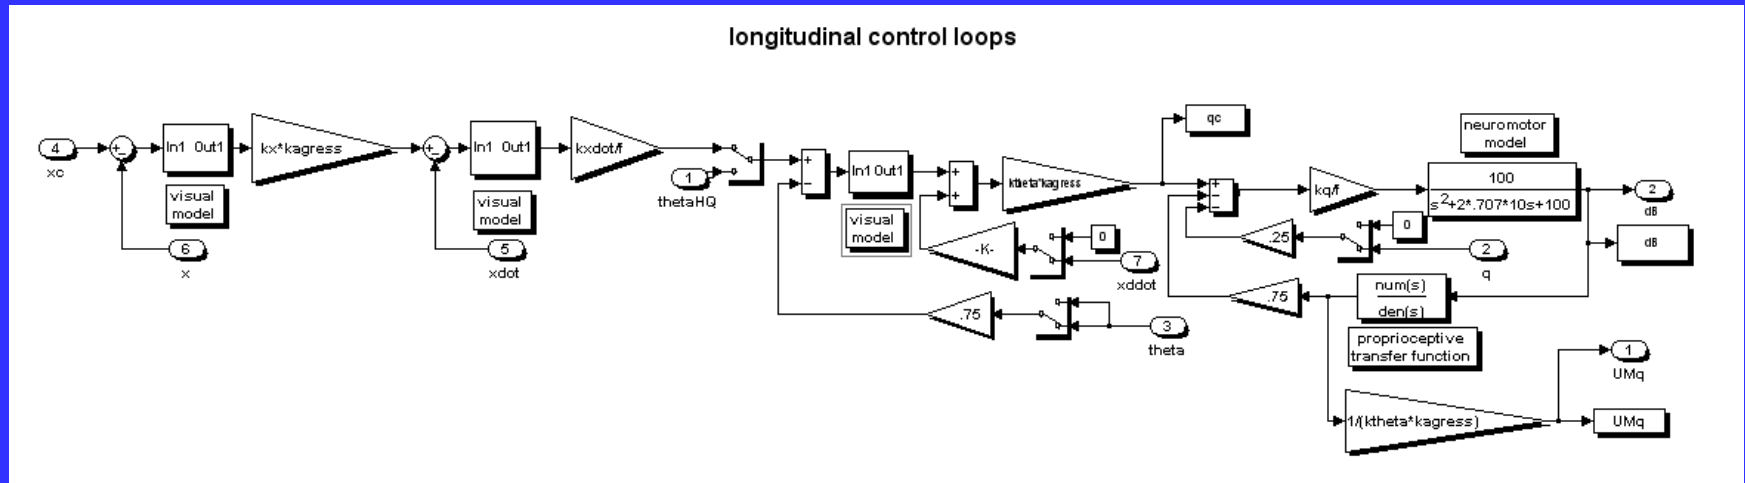 longitudinal control loops
4
xc
+
-
In1 Out1
visual
model
6
x
kx*kagress
+
-
In1 Out1
visual
model
5
xdot
kxdot/f
1
thetaHQ
+
-
In1 Out1
visual
model
+
+
-K-
0
7
xddot
.75
3
theta
ktheta*kagress
qc
+
-
-
kq/f
neuromotor
model
100
s^2+2*.707*10s+100
2
dB
dB
.25
0
2
q
.75
num(s)
den(s)
proprioceptive
transfer function
1/(ktheta*kagress)
1
UMq
UMq